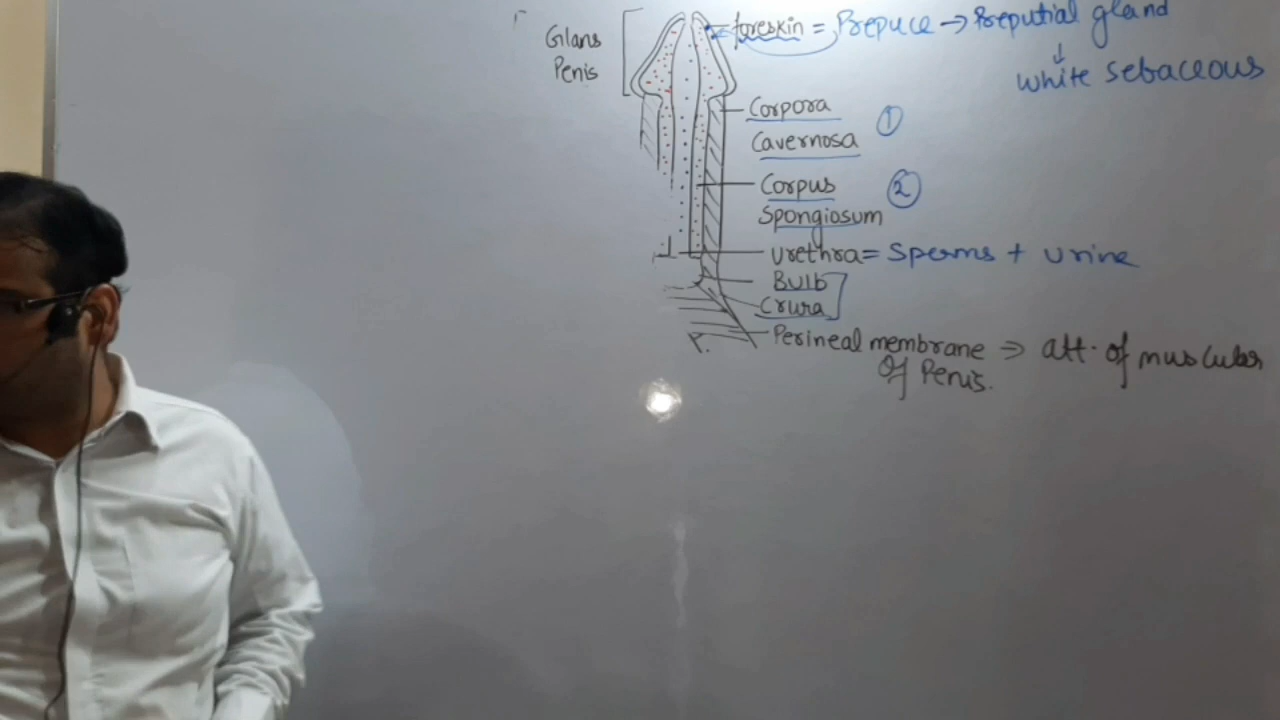 Glans
Penis
foreskin = Prepuce → Preputial gland
↓
white sebaceous
Corpora
Cavernosa ①
Corpus ②
Spongiosum
Urethra = Sperms + Urine
Bulb
Crura
Perineal membrane ⇒ att. of muscular
of Penis.
P.